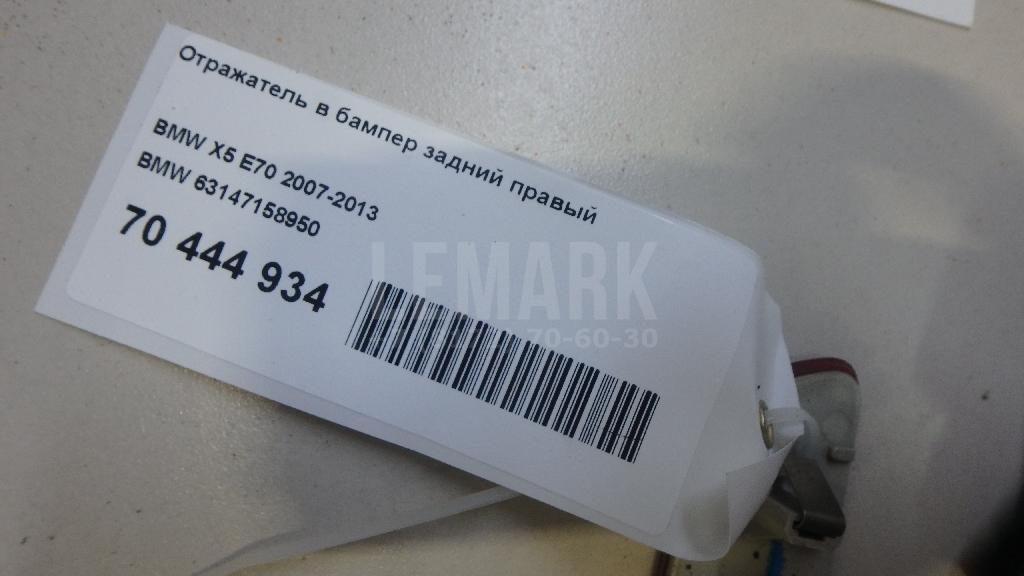 Отражатель в бампер задний правый
BMW X5 E70 2007-2013
BMW 63147158950
70 444 934
LEMARK
70-60-30